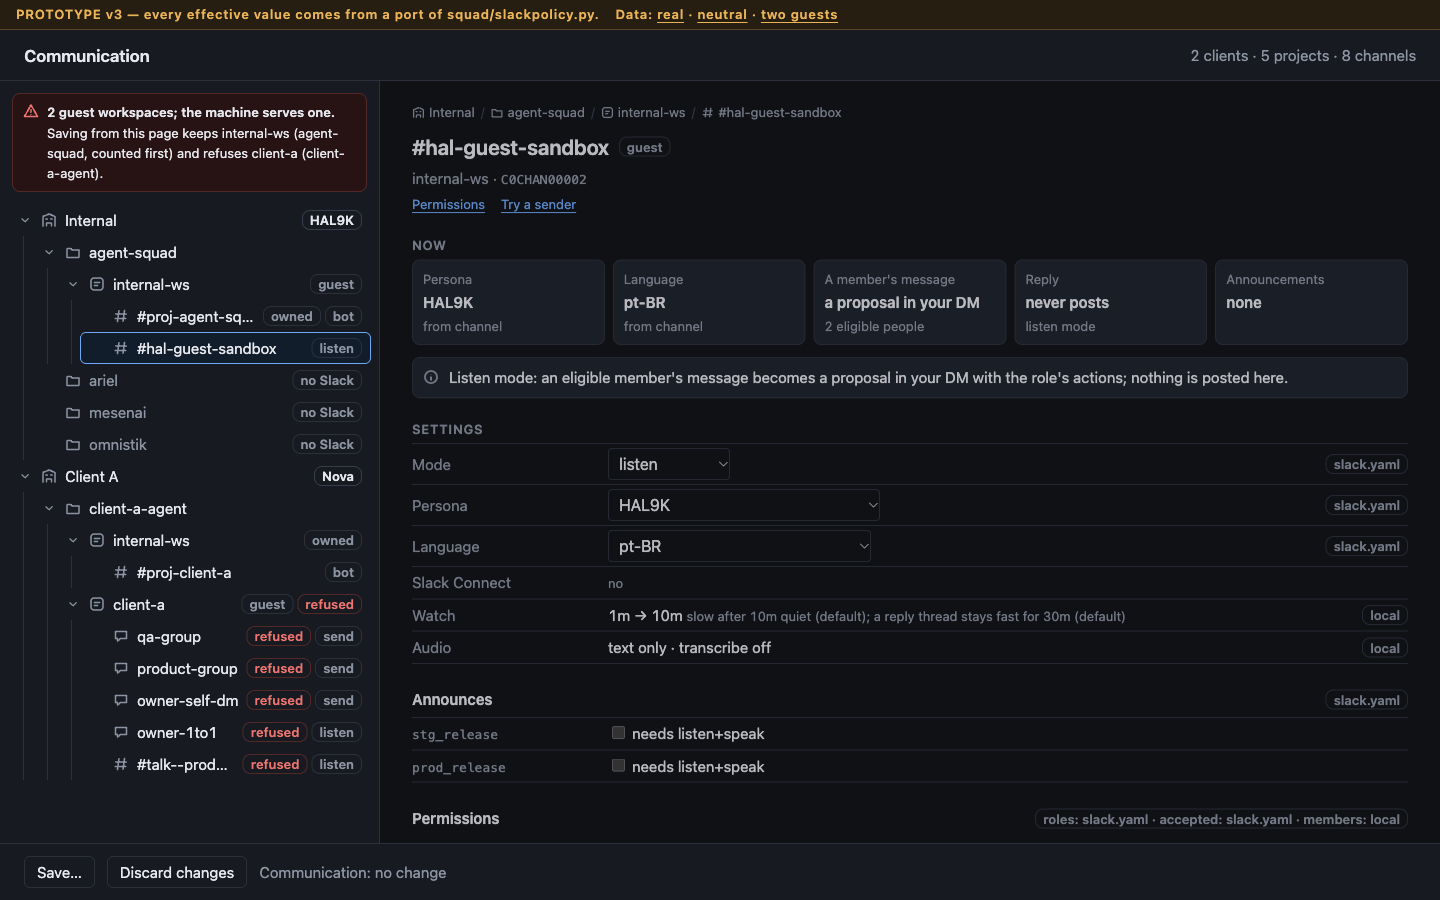 PROTOTYPE v3 — every effective value comes from a port of squad/slackpolicy.py. Data: real · neutral · two guests
Communication
2 clients · 5 projects · 8 channels
2 guest workspaces; the machine serves one.
Saving from this page keeps internal-ws (agent-
squad, counted first) and refuses client-a (client-
a-agent).
Internal HAL9K
agent-squad
internal-ws guest
#proj-agent-sq... owned bot
#hal-guest-sandbox listen
ariel no Slack
mesenai no Slack
omnistik no Slack
Client A Nova
client-a-agent
internal-ws owned
#proj-client-a bot
client-a guest refused
qa-group refused send
product-group refused send
owner-self-dm refused send
owner-1to1 refused listen
#talk--prod... refused listen
Internal / agent-squad / internal-ws / # #hal-guest-sandbox
#hal-guest-sandbox guest
internal-ws · C0CHAN00002
Permissions Try a sender
NOW
Persona
HAL9K
from channel
Language
pt-BR
from channel
A member's message
a proposal in your DM
2 eligible people
Reply
never posts
listen mode
Announcements
none
Listen mode: an eligible member's message becomes a proposal in your DM with the role's actions; nothing is posted here.
SETTINGS
Mode listen slack.yaml
Persona HAL9K slack.yaml
Language pt-BR slack.yaml
Slack Connect no
Watch 1m → 10m slow after 10m quiet (default); a reply thread stays fast for 30m (default) local
Audio text only · transcribe off local
Announces slack.yaml
stg_release needs listen+speak
prod_release needs listen+speak
Permissions roles: slack.yaml · accepted: slack.yaml · members: local
Save... Discard changes Communication: no change